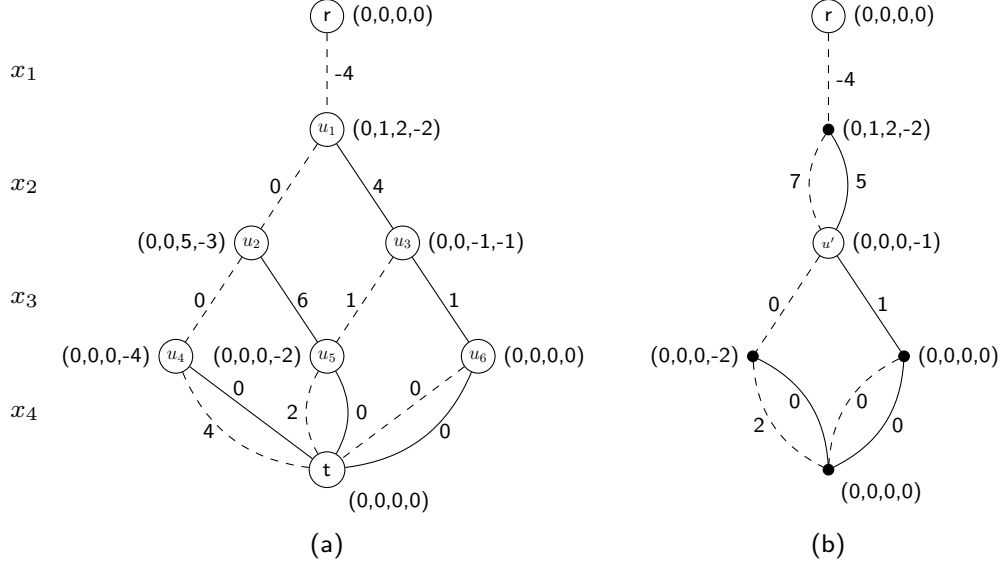 r (0,0,0,0) r (0,0,0,0)
x1 -4 -4
u1 (0,1,2,-2) (0,1,2,-2)
x2 0 4 7 5
(0,0,5,-3) u2 u3 (0,0,-1,-1) u' (0,0,0,-1)
x3 0 6 1 1 0 1
(0,0,0,-4) u4 (0,0,0,-2) u5 u6 (0,0,0,0) (0,0,0,-2) (0,0,0,0)
0 0 0 0
x4 2 0
4 0 2 0
t
(0,0,0,0) (0,0,0,0)
(a) (b)